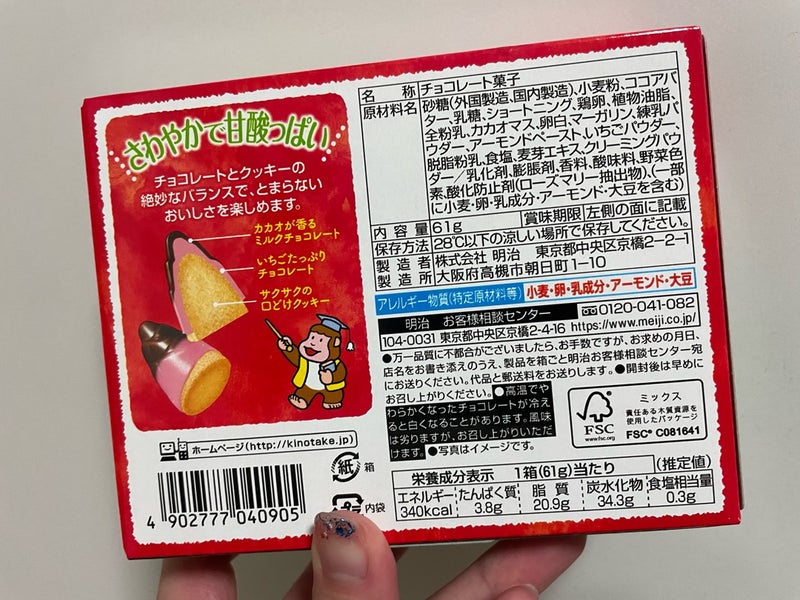 さわやかで甘酸っぱい
チョコレートとクッキーの
絶妙なバランスで、とまらない
おいしさを楽しめます。
カカオが香る
ミルクチョコレート
いちごたっぷり
チョコレート
サクサクの
口どけクッキー
ホームページ(http://kinotake.jp)
4 902777 040905
紙 箱
プラ 内袋
名 称 チョコレート菓子
原材料名 砂糖(外国製造、国内製造)、小麦粉、ココアバ
ター、乳糖、ショートニング、鶏卵、植物油脂、
全粉乳、カカオマス、卵白、マーガリン、練乳パ
ウダー、アーモンドペースト、いちごパウダー、
脱脂粉乳、食塩、麦芽エキス、クリーミングパウ
ダー/乳化剤、膨脹剤、香料、酸味料、野菜色
素、酸化防止剤(ローズマリー抽出物)、(一部
に小麦・卵・乳成分・アーモンド・大豆を含む)
内 容 量 61g 賞味期限 左側の面に記載
保存方法 28℃以下の涼しい場所で保存してください。
製 造 者 株式会社 明治 東京都中央区京橋2-2-1
製 造 所 大阪府高槻市朝日町1-10
アレルギー物質(特定原材料等) 小麦・卵・乳成分・アーモンド・大豆
明治 お客様相談センター 0120-041-082
104-0031 東京都中央区京橋2-4-16 https://www.meiji.co.jp/
●万一品質に不都合がございましたら、お手数ですが、お求めの月日、
店名をお書き添えのうえ、製品を箱ごと明治お客様相談センター宛
にお送りください。代品と郵送料をお送りします。●開封後は早めに
お召し上がりください。●高温でや
わらかくなったチョコレートが冷え
ると白くなることがあります。風味
は劣りますが、お召し上がりいただ
けます。●写真はイメージです。
FSC
www.fsc.org
ミックス
責任ある木質資源を
使用したパッケージ
FSC® C081641
栄養成分表示 1箱(61g)当たり (推定値)
エネルギー たんぱく質 脂 質 炭水化物 食塩相当量
340kcal 3.8g 20.9g 34.3g 0.3g